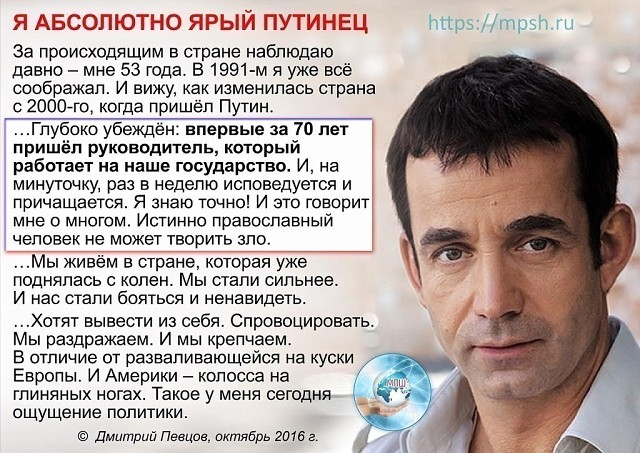 Я АБСОЛЮТНО ЯРЫЙ ПУТИНЕЦ
https://mpsh.ru
За происходящим в стране наблюдаю
давно – мне 53 года. В 1991-м я уже всё
соображал. И вижу, как изменилась страна
с 2000-го, когда пришёл Путин.
...Глубоко убеждён: впервые за 70 лет
пришёл руководитель, который
работает на наше государство. И, на
минуточку, раз в неделю исповедуется и
причащается. Я знаю точно! И это говорит
мне о многом. Истинно православный
человек не может творить зло.
...Мы живём в стране, которая уже
поднялась с колен. Мы стали сильнее.
И нас стали бояться и ненавидеть.
...Хотят вывести из себя. Спровоцировать.
Мы раздражаем. И мы крепчаем.
В отличие от разваливающейся на куски
Европы. И Америки – колосса на
глиняных ногах. Такое у меня сегодня
ощущение политики.
© Дмитрий Певцов, октябрь 2016 г.
МПШ